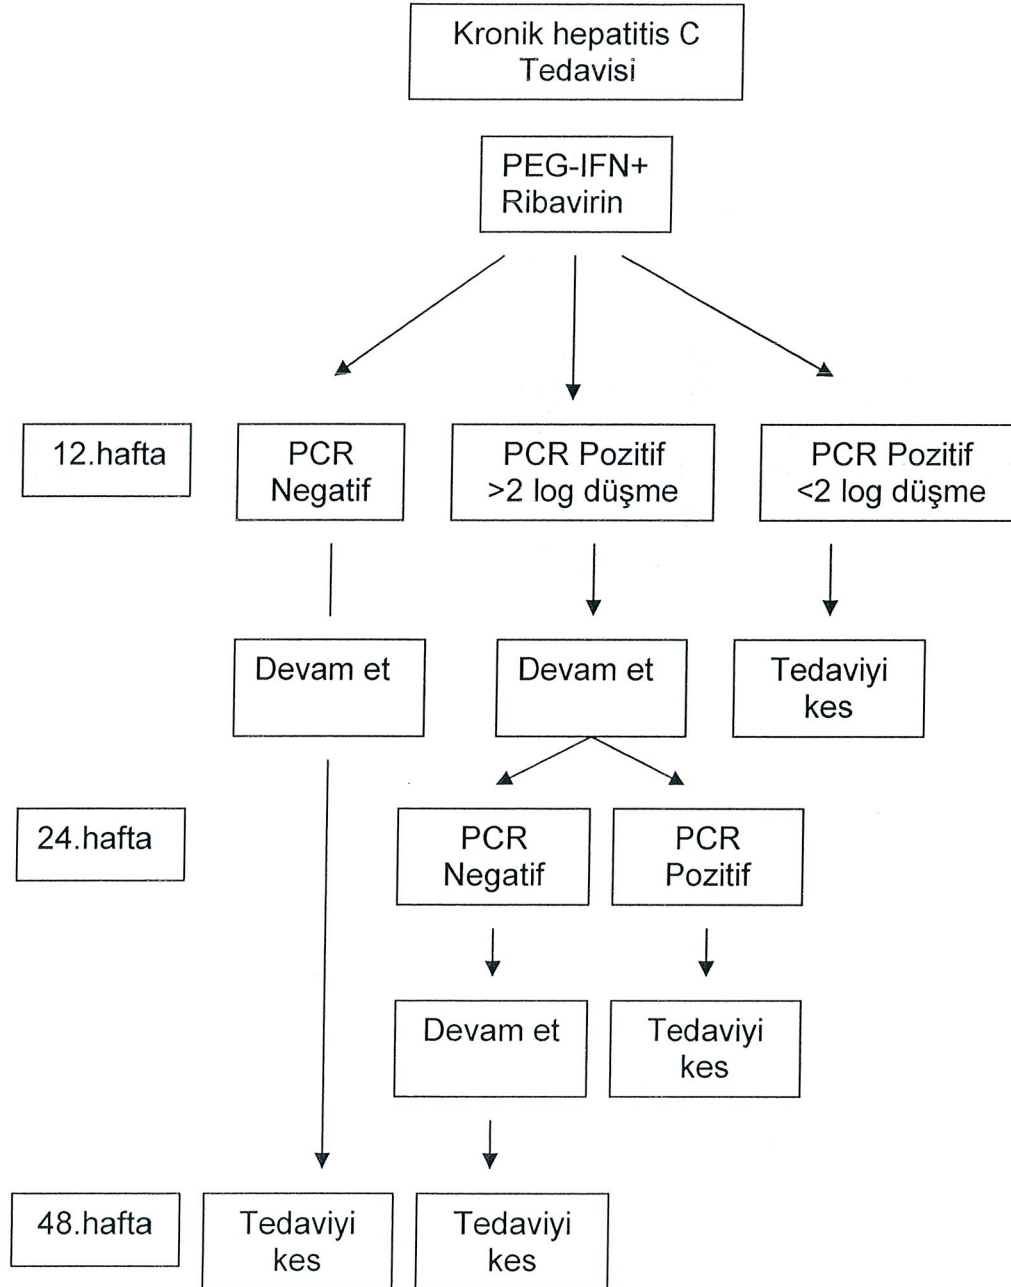 Kronik hepatitis C
Tedavisi
PEG-IFN+
Ribavirin
12.hafta
PCR
Negatif
PCR Pozitif
>2 log düşme
PCR Pozitif
<2 log düşme
Devam et
Devam et
Tedaviyi
kes
24.hafta
PCR
Negatif
PCR
Pozitif
Devam et
Tedaviyi
kes
48.hafta
Tedaviyi
kes
Tedaviyi
kes